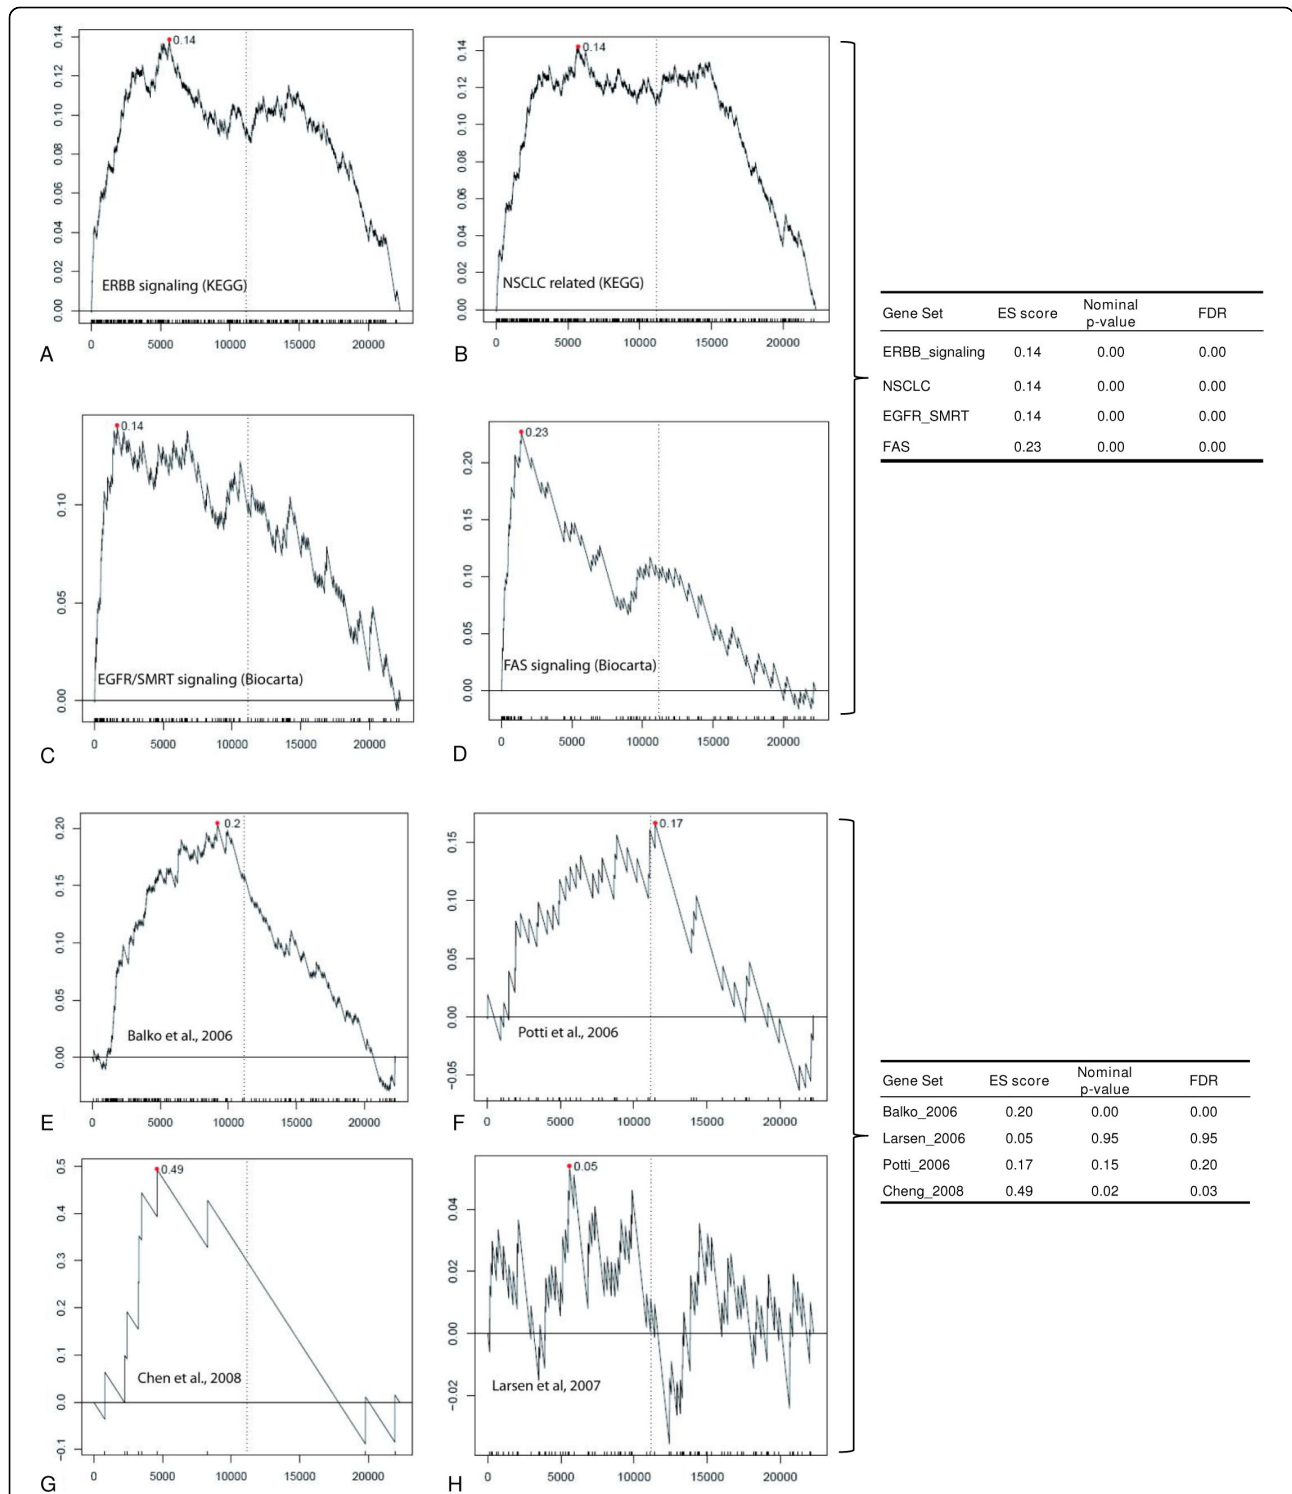 0.14
0.00 0.02 0.04 0.06 0.08 0.10 0.12 0.14
ERBB signaling (KEGG)
0 5000 10000 15000 20000
A
0.14
0.00 0.02 0.04 0.06 0.08 0.10 0.12 0.14
NSCLC related (KEGG)
0 5000 10000 15000 20000
B
0.14
0.00 0.05 0.10
EGFR/SMRT signaling (Biocarta)
0 5000 10000 15000 20000
C
0.23
0.00 0.05 0.10 0.15 0.20
FAS signaling (Biocarta)
0 5000 10000 15000 20000
D
Gene Set ES score Nominal p-value FDR
ERBB_signaling 0.14 0.00 0.00
NSCLC 0.14 0.00 0.00
EGFR_SMRT 0.14 0.00 0.00
FAS 0.23 0.00 0.00
0.2
0.00 0.05 0.10 0.15 0.20
Balko et al., 2006
0 5000 10000 15000 20000
E
0.17
-0.05 0.00 0.05 0.10 0.15
Potti et al., 2006
0 5000 10000 15000 20000
F
0.49
-0.1 0.0 0.1 0.2 0.3 0.4 0.5
Chen et al., 2008
0 5000 10000 15000 20000
G
0.05
-0.02 0.00 0.02 0.04
Larsen et al, 2007
0 5000 10000 15000 20000
H
Gene Set ES score Nominal p-value FDR
Balko_2006 0.20 0.00 0.00
Larsen_2006 0.05 0.95 0.95
Potti_2006 0.17 0.15 0.20
Cheng_2008 0.49 0.02 0.03